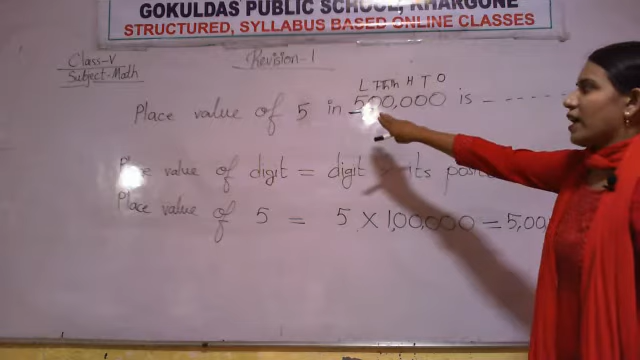 GOKULDAS PUBLIC SCHOOL, KHARGONE
STRUCTURED, SYLLABUS BASED ONLINE CLASSES
Class-V
Subject-Math
Revision-1
L TTh Th H T O
Place value of 5 in 500,000 is ------
Place value of digit = digit × its
Place value of 5 = 5 × 1,00,000 = 5,00,